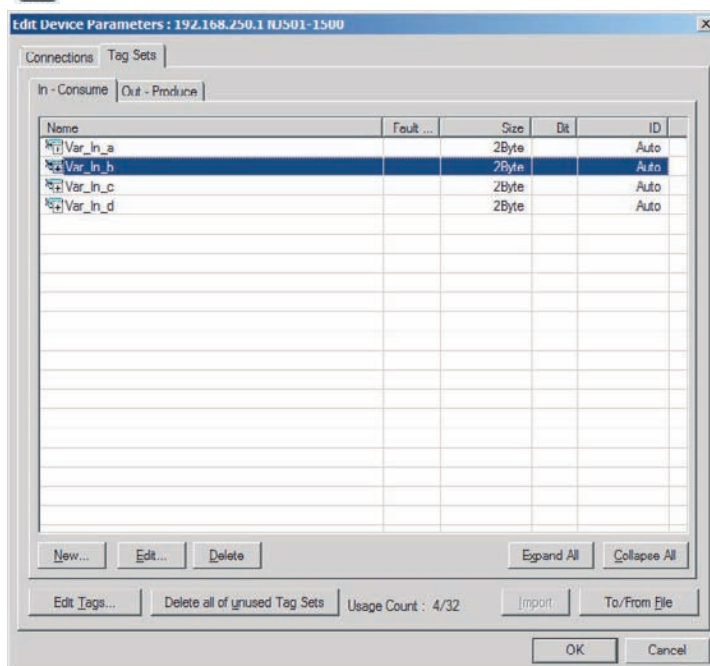 Edit Device Parameters : 192.168.250.1 NJ501-1500
Connections Tag Sets
In - Consume Out - Produce
Name Fault ... Size Bit ID
Var_In_a 2Byte Auto
Var_In_b 2Byte Auto
Var_In_c 2Byte Auto
Var_In_d 2Byte Auto
New... Edit... Delete Expand All Collapse All
Edit Tags... Delete all of unused Tag Sets Usage Count : 4/32 Import To/From File
OK Cancel